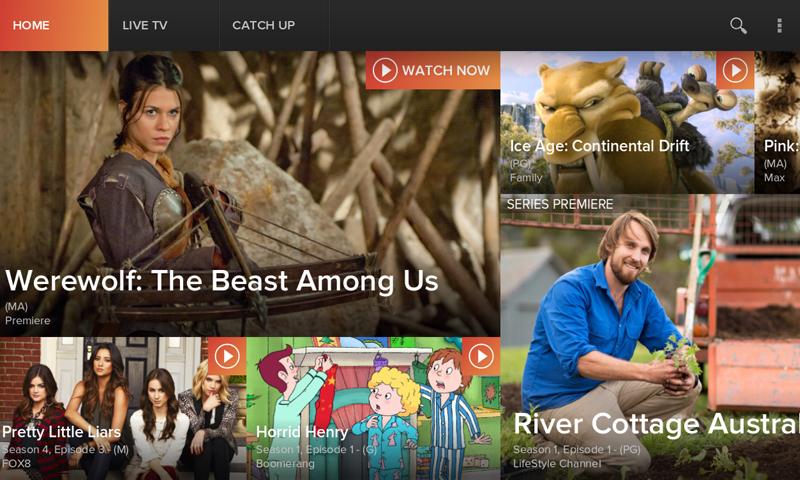 HOME
LIVE TV
CATCH UP
WATCH NOW
Werewolf: The Beast Among Us
(MA)
Premiere
Ice Age: Continental Drift
(PG)
Family
Pink:
(MA)
Max
SERIES PREMIERE
River Cottage Austral
Season 1, Episode 1 - (PG)
LifeStyle Channel
Pretty Little Liars
Season 4, Episode 3 - (M)
FOX8
Horrid Henry
Season 1, Episode 1 - (G)
Boomerang